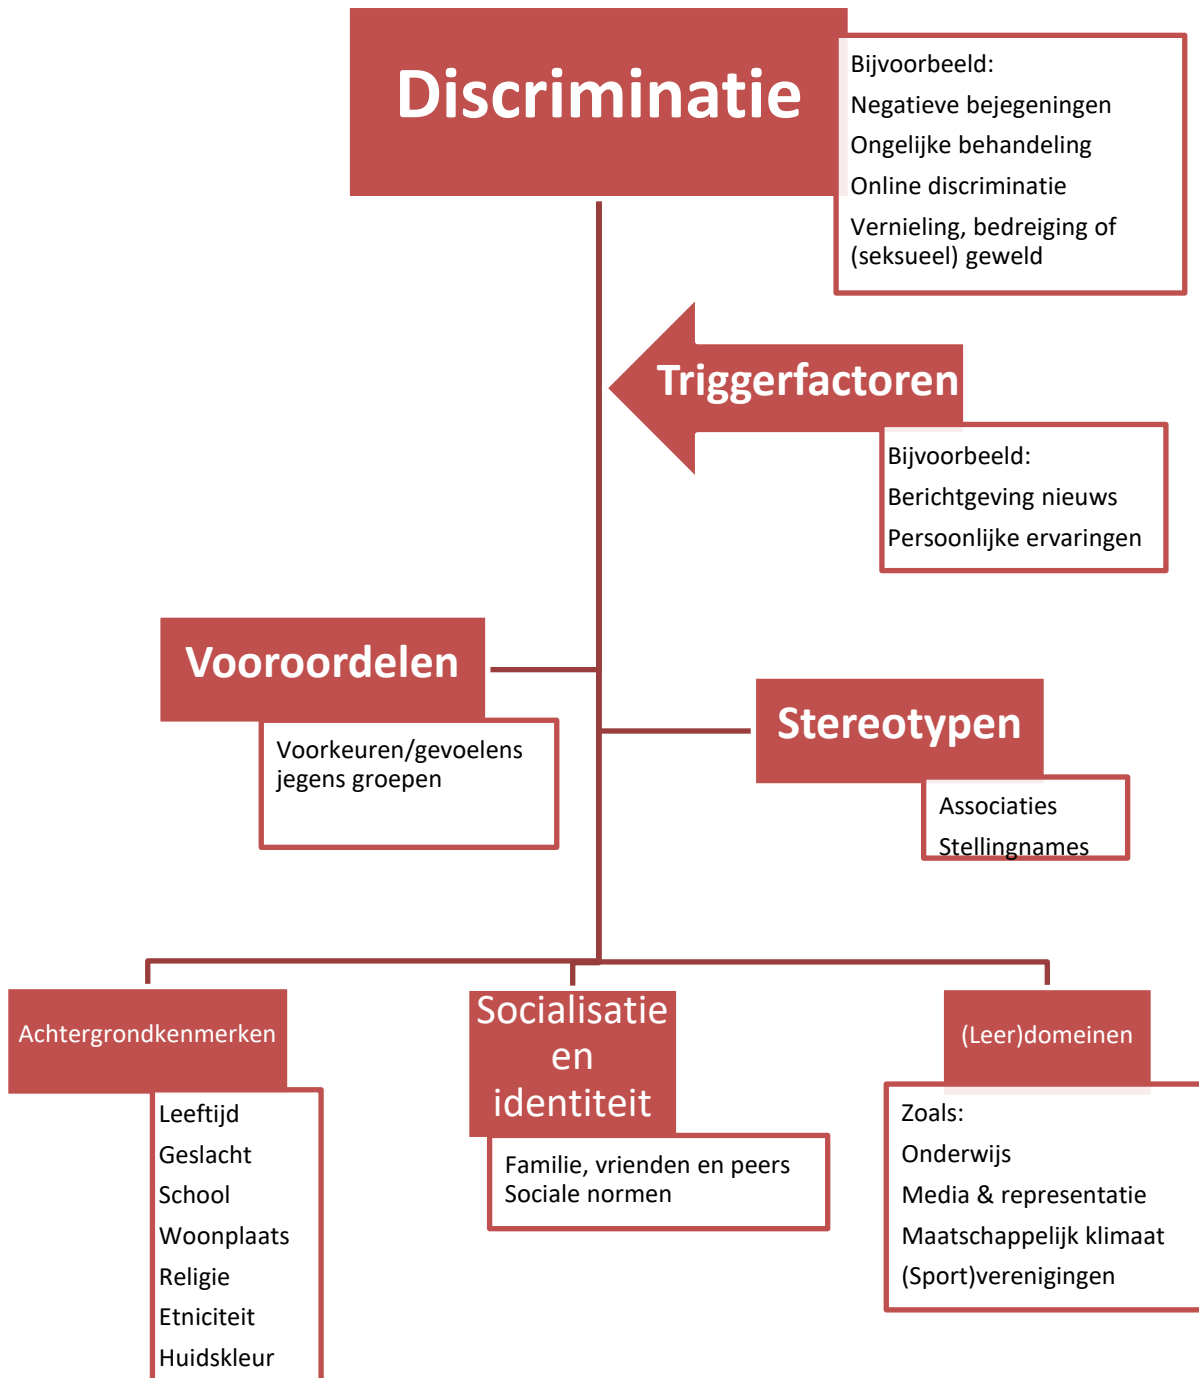 Discriminatie
Bijvoorbeeld:
Negatieve bejegeningen
Ongelijke behandeling
Online discriminatie
Vernieling, bedreiging of
(seksueel) geweld
Triggerfactoren
Bijvoorbeeld:
Berichtgeving nieuws
Persoonlijke ervaringen
Vooroordelen
Voorkeuren/gevoelens
jegens groepen
Stereotypen
Associaties
Stellingnames
Achtergrondkenmerken
Leeftijd
Geslacht
School
Woonplaats
Religie
Etniciteit
Huidskleur
Socialisatie
en
identiteit
Familie, vrienden en peers
Sociale normen
(Leer)domeinen
Zoals:
Onderwijs
Media & representatie
Maatschappelijk klimaat
(Sport)verenigingen